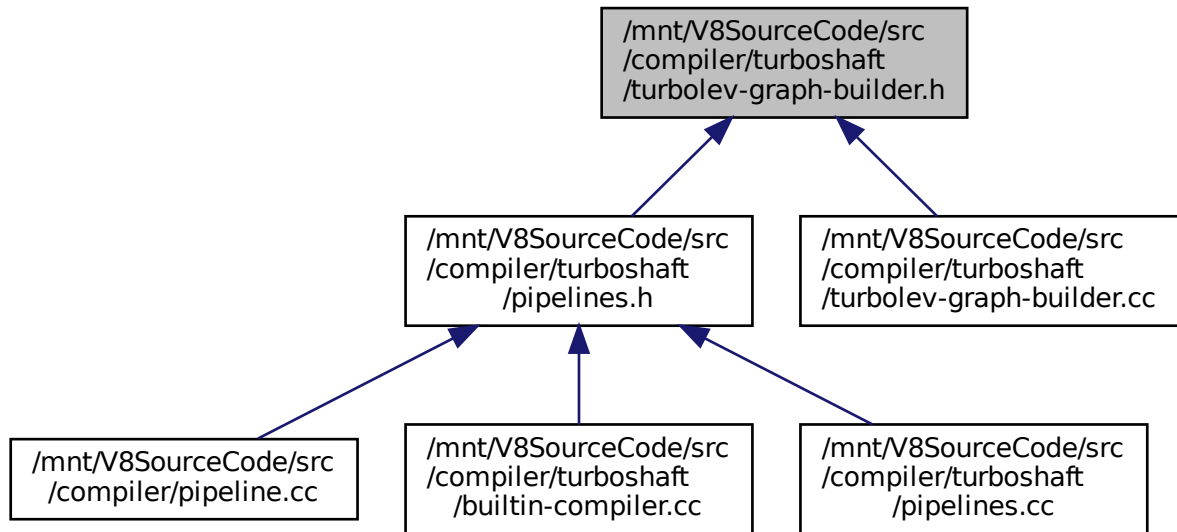 /mnt/V8SourceCode/src
/compiler/turboshaft
/turbolev-graph-builder.h
/mnt/V8SourceCode/src
/compiler/turboshaft
/pipelines.h
/mnt/V8SourceCode/src
/compiler/turboshaft
/turbolev-graph-builder.cc
/mnt/V8SourceCode/src
/compiler/pipeline.cc
/mnt/V8SourceCode/src
/compiler/turboshaft
/builtin-compiler.cc
/mnt/V8SourceCode/src
/compiler/turboshaft
/pipelines.cc